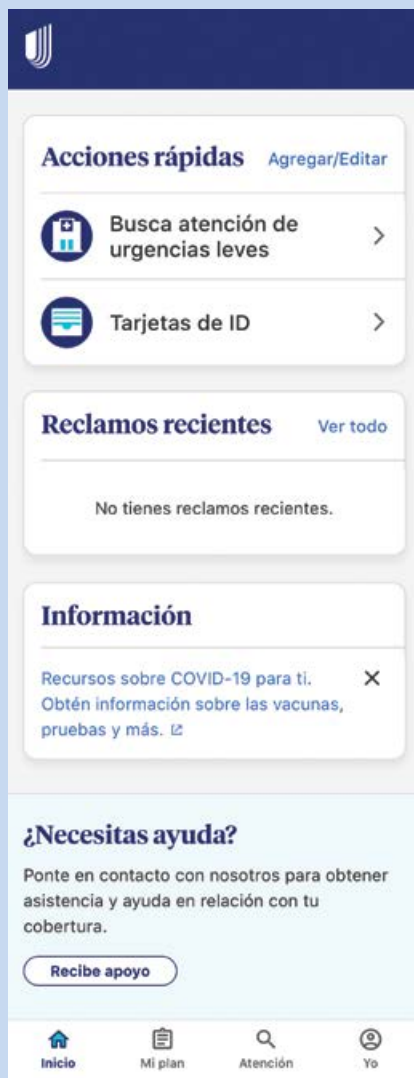 Acciones rápidas
Agregar/Editar
Busca atención de
urgencias leves
Tarjetas de ID
Reclamos recientes
Ver todo
No tienes reclamos recientes.
Información
Recursos sobre COVID-19 para ti.
Obtén información sobre las vacunas,
pruebas y más.
¿Necesitas ayuda?
Ponte en contacto con nosotros para obtener
asistencia y ayuda en relación con tu
cobertura.
Recibe apoyo
Inicio
Mi plan
Atención
Yo